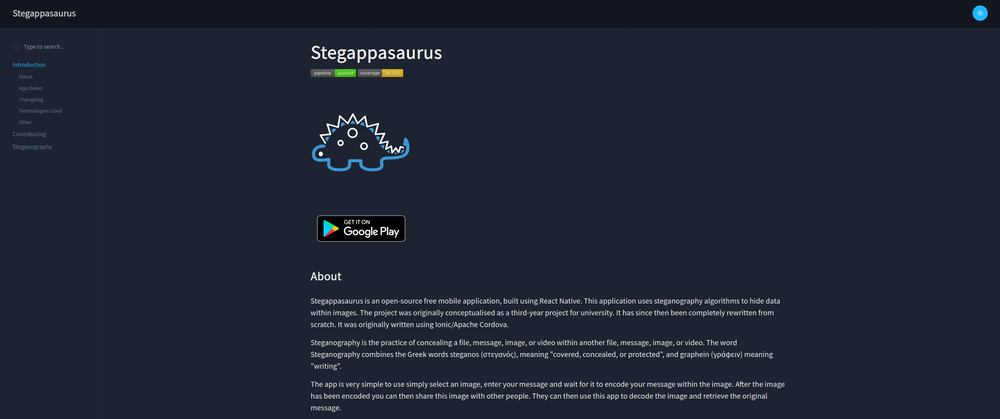 Stegappasaurus
Type to search...
Introduction
About
App Demo
Changelog
Technologies Used
Other
Contributing
Steganography
Stegappasaurus
pipeline passed coverage
GET IT ON
Google Play
About
Stegappasaurus is an open-source free mobile application, built using React Native. This application uses steganography algorithms to hide data
within images. The project was originally conceptualised as a third-year project for university. It has since then been completely rewritten from
scratch. It was originally written using Ionic/Apache Cordova.
Steganography is the practice of concealing a file, message, image, or video within another file, message, image, or video. The word
Steganography combines the Greek words steganos (στεγανός), meaning "covered, concealed, or protected", and graphein (γράφειν) meaning
"writing".
The app is very simple to use simply select an image, enter your message and wait for it to encode your message within the image. After the image
has been encoded you can then share this image with other people. They can then use this app to decode the image and retrieve the original
message.